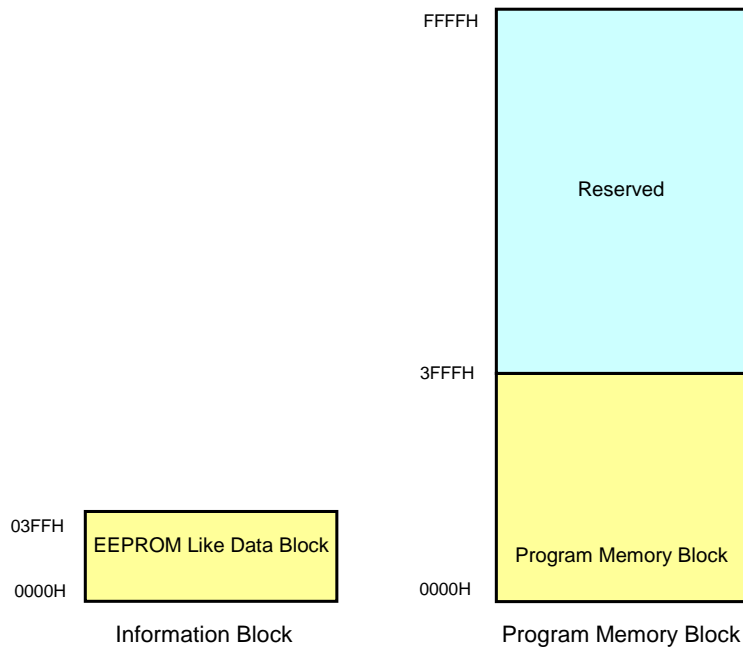 FFFFH
Reserved
3FFFH
03FFH
EEPROM Like Data Block
Program Memory Block
0000H
0000H
Information Block
Program Memory Block